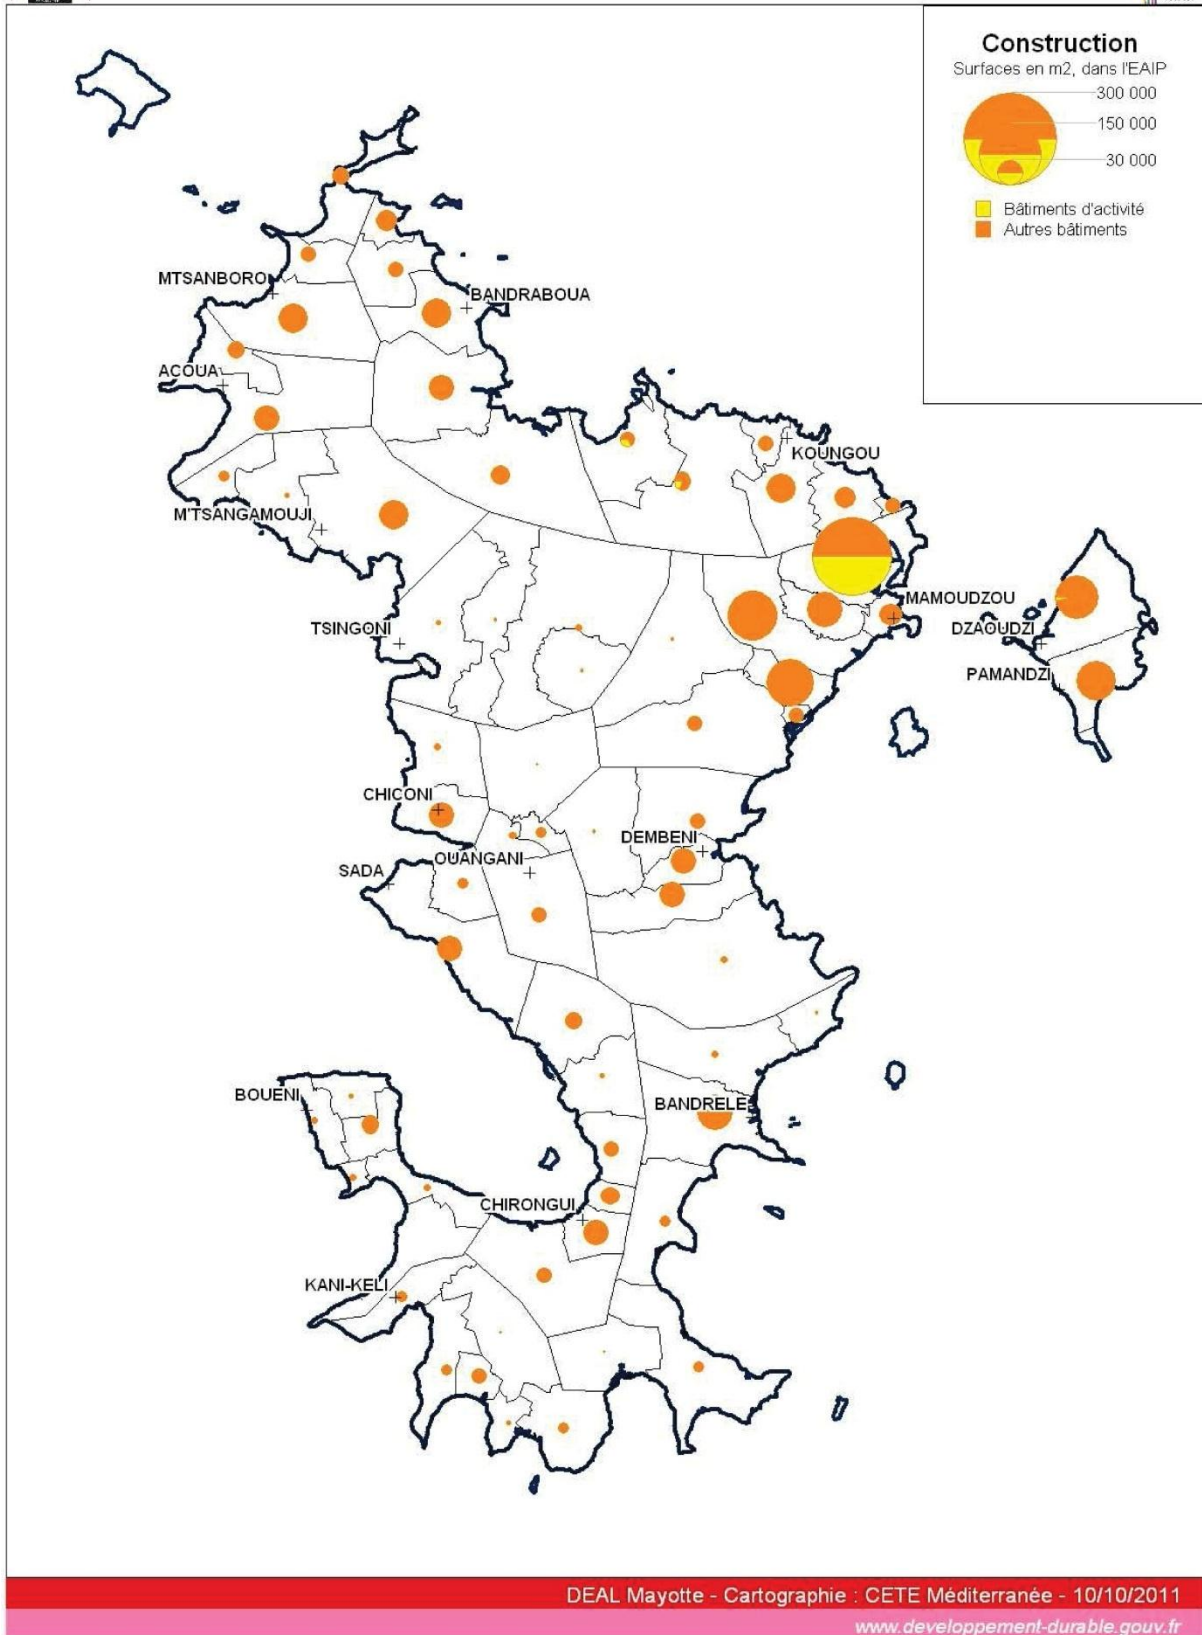 Construction
Surfaces en m2, dans l'EAIP
300 000
150 000
30 000
Bâtiments d'activité
Autres bâtiments
MTSANBORO
BANDRABOUA
ACOUA
KOUNGOU
M'TSANGAMOUJI
MAMOUDZOU
TSINGONI
DZAOUDZI
PAMANDZI
CHICONI
DEMBENI
OUANGANI
SADA
BOUENI
BANDRELE
CHIRONGUI
KANI-KELI
DEAL Mayotte - Cartographie : CETE Méditerranée - 10/10/2011
www.developpement-durable.gouv.fr